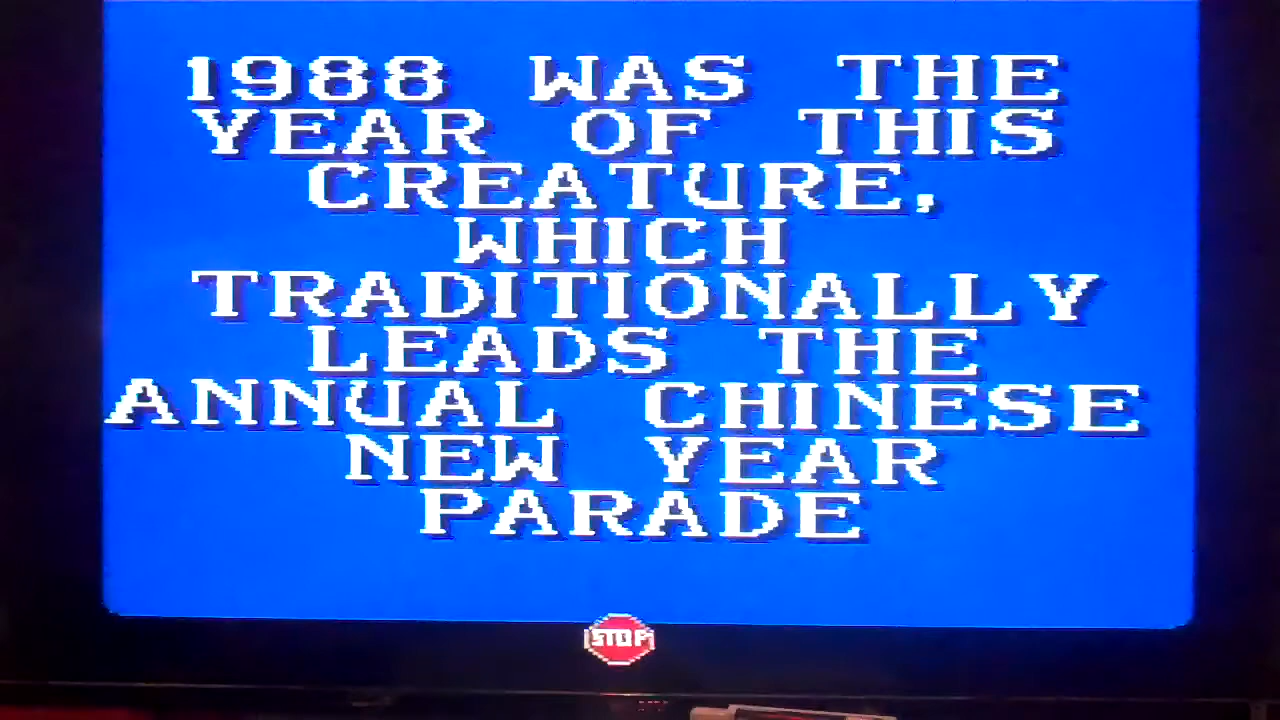 1988 WAS THE
YEAR OF THIS
CREATURE,
WHICH
TRADITIONALLY
LEADS THE
ANNUAL CHINESE
NEW YEAR
PARADE
STOP